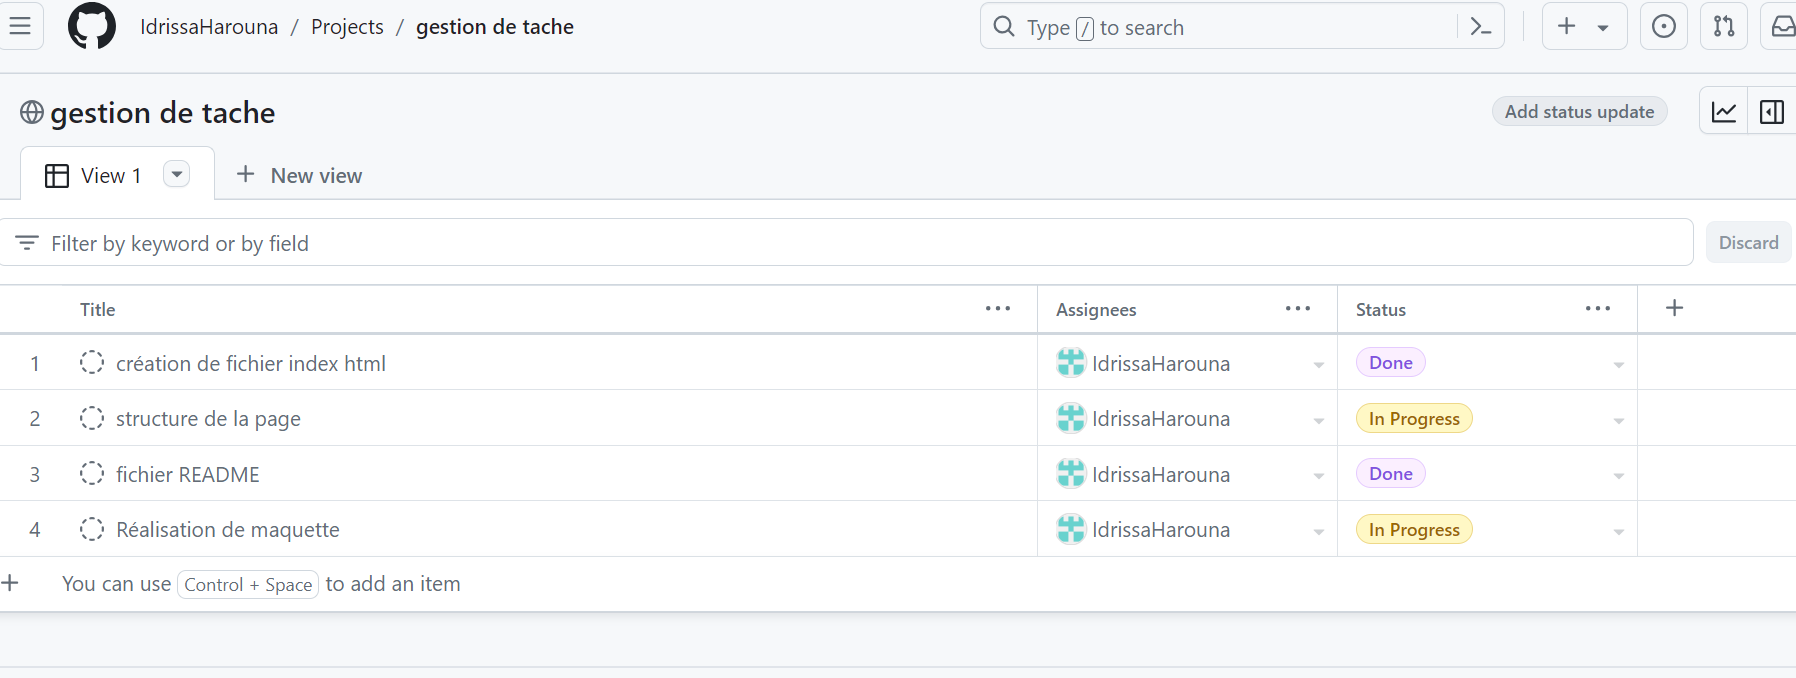 IdrissaHarouna / Projects / gestion de tache
Type / to search
gestion de tache
Add status update
View 1
New view
Filter by keyword or by field
Discard
Title Assignees Status
1 création de fichier index html IdrissaHarouna Done
2 structure de la page IdrissaHarouna In Progress
3 fichier README IdrissaHarouna Done
4 Réalisation de maquette IdrissaHarouna In Progress
You can use Control + Space to add an item